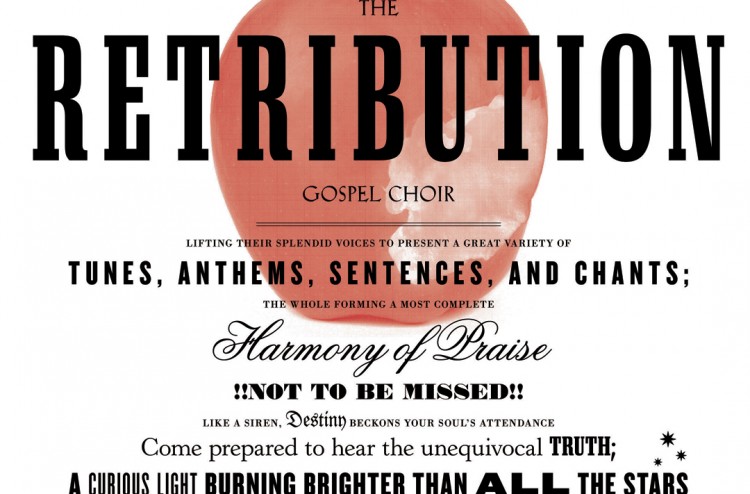 THE
RETRIBUTION
GOSPEL CHOIR
LIFTING THEIR SPLENDID VOICES TO PRESENT A GREAT VARIETY OF
TUNES, ANTHEMS, SENTENCES, AND CHANTS;
THE WHOLE FORMING A MOST COMPLETE
Harmony of Praise
!!NOT TO BE MISSED!!
LIKE A SIREN, Destiny BECKONS YOUR SOUL'S ATTENDANCE
Come prepared to hear the unequivocal TRUTH;
A CURIOUS LIGHT BURNING BRIGHTER THAN ALL THE STARS